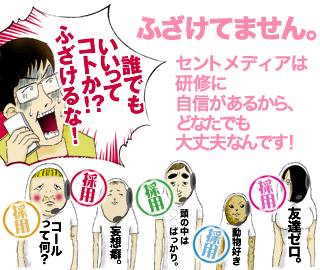 誰でも
いいって
コトか!?
ふざけるな!
ふざけてません。
セントメディアは
研修に
自信があるから、
どなたでも
大丈夫なんです!
採用
コール
って何?
採用
妄想癖。
採用
頭の中は
ばっかり。
採用
動物好き
採用
友達ゼロ。